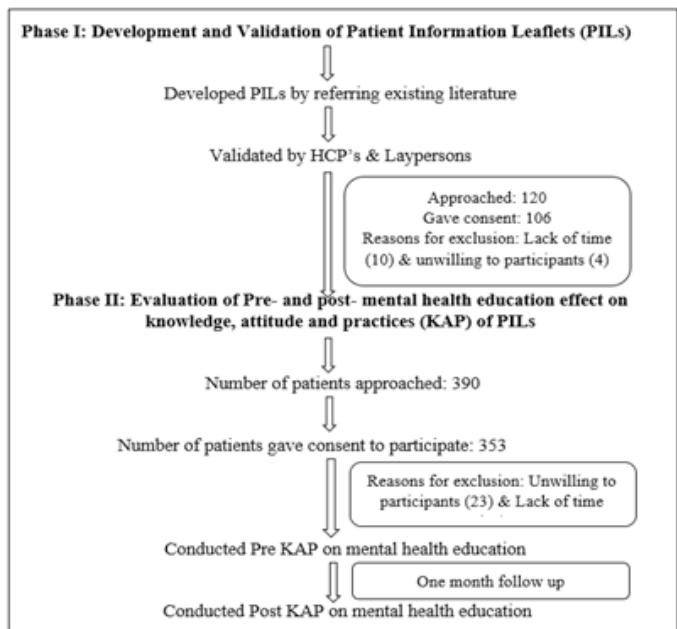 Phase I: Development and Validation of Patient Information Leaflets (PILs)
Developed PILs by referring existing literature
Validated by HCP's & Laypersons
Approached: 120
Gave consent: 106
Reasons for exclusion: Lack of time
(10) & unwilling to participants (4)
Phase II: Evaluation of Pre- and post- mental health education effect on
knowledge, attitude and practices (KAP) of PILs
Number of patients approached: 390
Number of patients gave consent to participate: 353
Reasons for exclusion: Unwilling to
participants (23) & Lack of time
Conducted Pre KAP on mental health education
One month follow up
Conducted Post KAP on mental health education